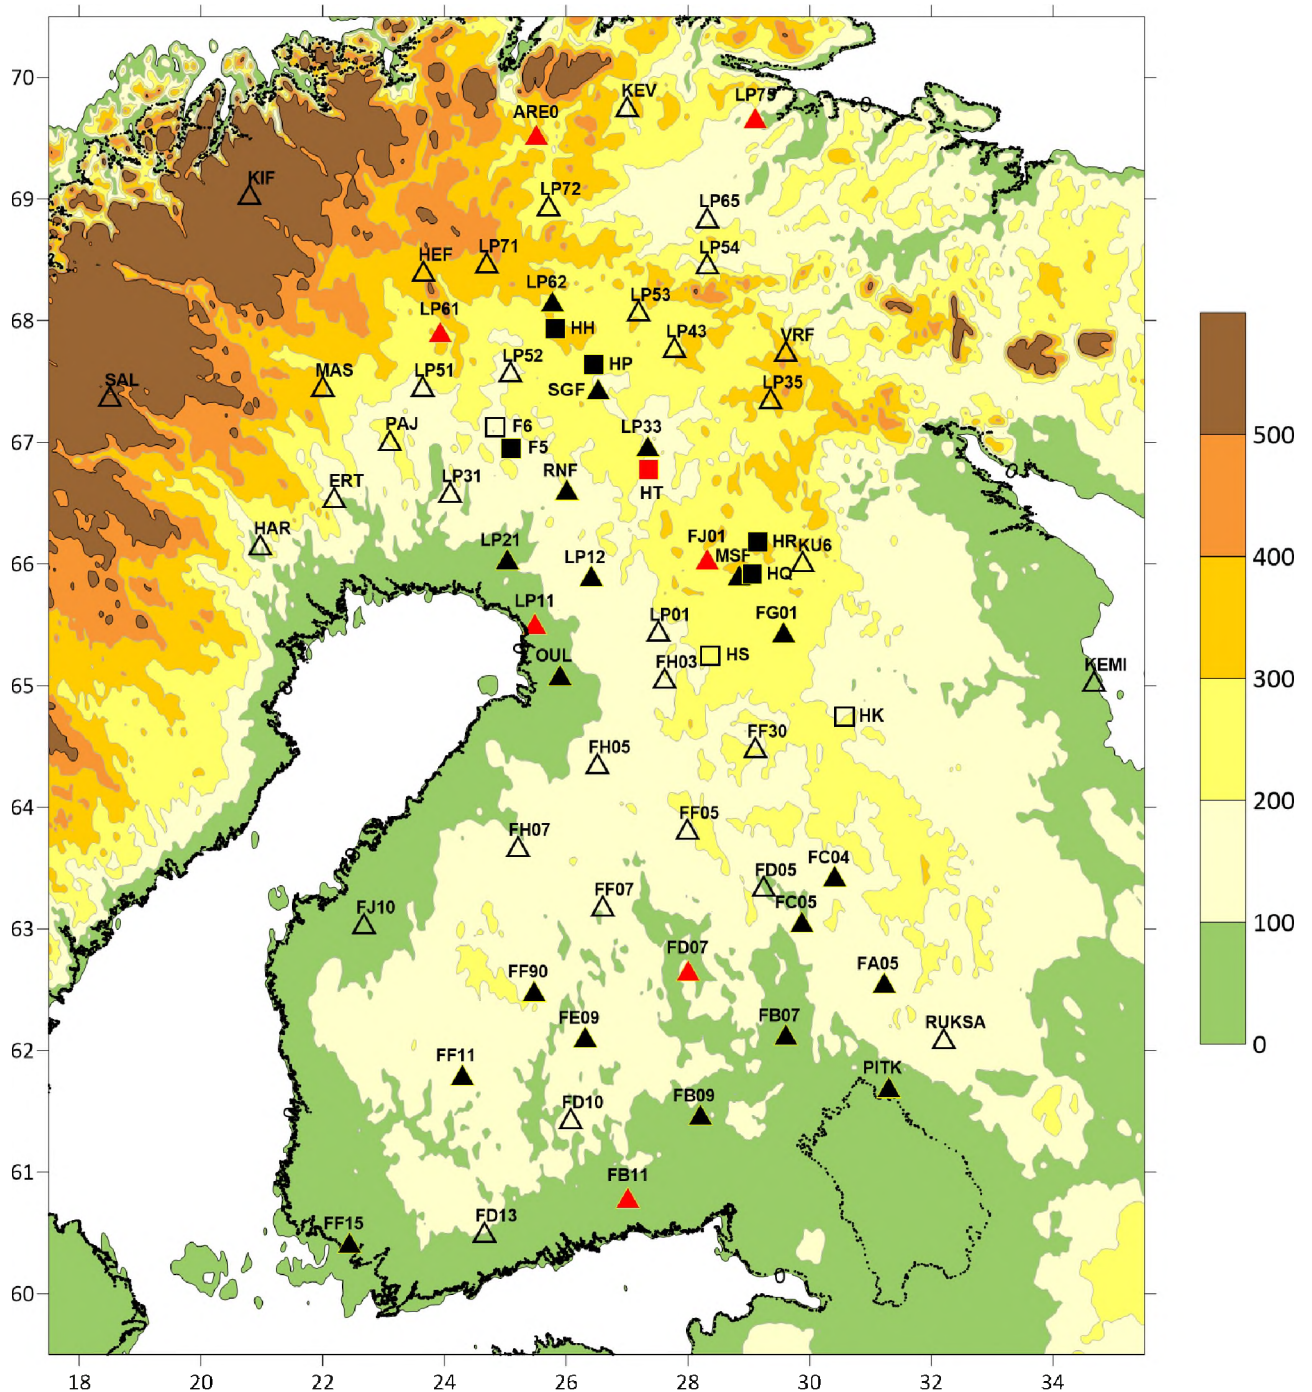 70
KEV
LP75
ARE0
0
69
KIF
LP72
LP65
HEF
LP71
LP54
LP62
LP53
68
LP61
HH
LP43
VRF
SAL
MAS
LP51
LP52
HP
SGF
LP35
67
PAJ
F6
F5
LP33
0
500
ERT
LP31
RNF
HT
HAR
LP21
LP12
FJ01
HR
KU6
66
MSF
HQ
400
LP11
LP01
FG01
0
OUL
FH03
HS
KEMI
65
0
300
HK
FF30
FH05
64
FH07
FF05
200
0
FD05
FC04
FF07
FC05
63
FJ10
FD07
100
FF90
FA05
FE09
FB07
RUKSA
62
FF11
PITK
0
FD10
FB09
0
61
FB11
FF15
FD13
60
0
18
20
22
24
26
28
30
32
34